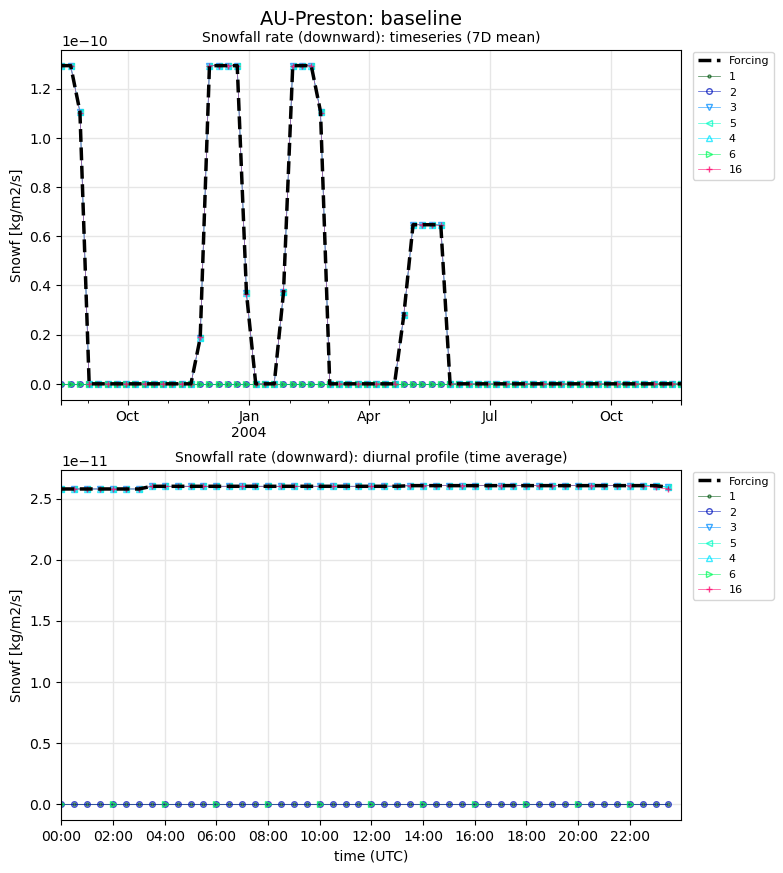 AU-Preston: baseline
Snowfall rate (downward): timeseries (7D mean)
1e−10
1.2
1.0
0.8
0.6
0.4
0.2
0.0
Snowf [kg/m2/s]
Oct
Jan
2004
Apr
Jul
Oct
Forcing
1
2
3
5
4
6
16
Snowfall rate (downward): diurnal profile (time average)
1e−11
2.5
2.0
1.5
1.0
0.5
0.0
Snowf [kg/m2/s]
00:00
02:00
04:00
06:00
08:00
10:00
12:00
14:00
16:00
18:00
20:00
22:00
time (UTC)
Forcing
1
2
3
5
4
6
16